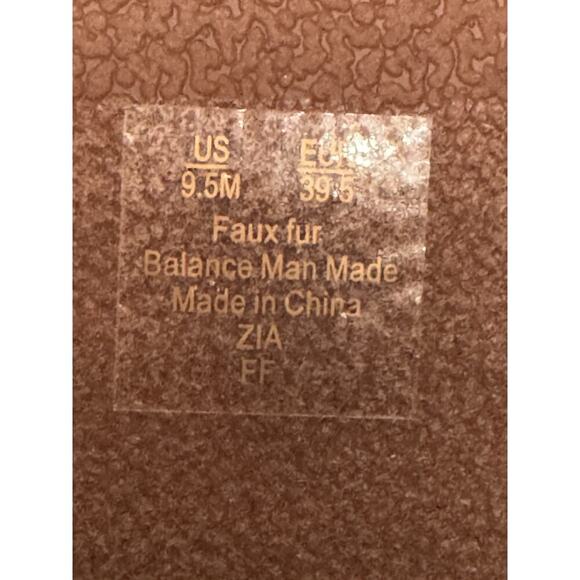 US EUR
9.5M 39.5
Faux fur
Balance Man Made
Made in China
ZIA
FF